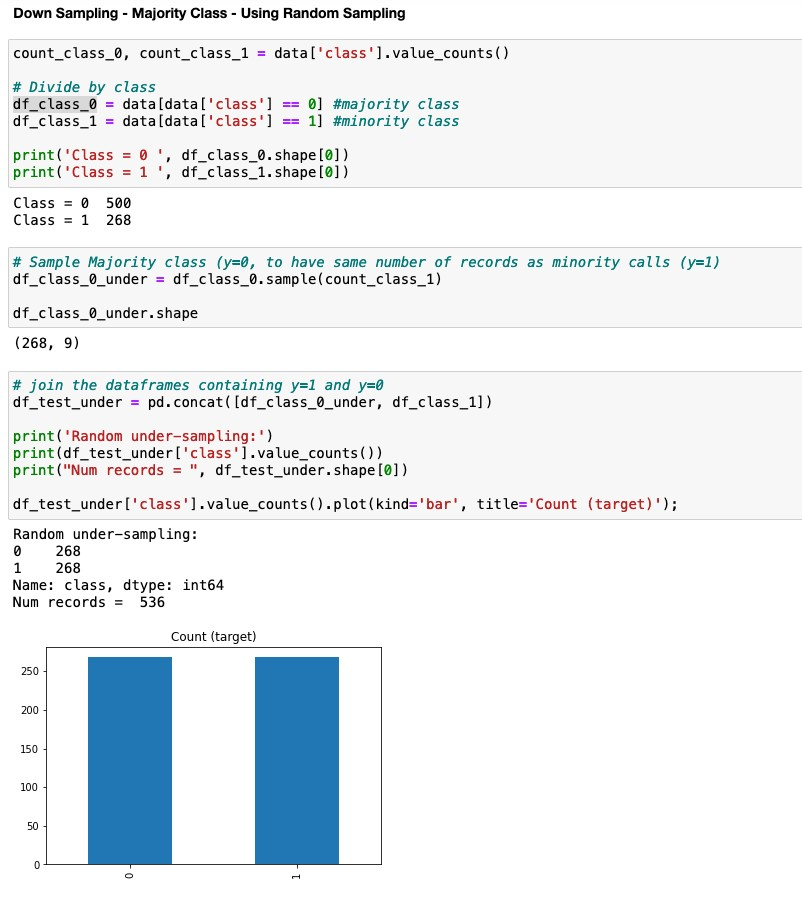 Down Sampling - Majority Class - Using Random Sampling
count_class_0, count_class_1 = data['class'].value_counts()
# Divide by class
df_class_0 = data[data['class'] == 0] #majority class
df_class_1 = data[data['class'] == 1] #minority class
print('Class = 0 ', df_class_0.shape[0])
print('Class = 1 ', df_class_1.shape[0])
Class = 0  500
Class = 1  268
# Sample Majority class (y=0, to have same number of records as minority calls (y=1)
df_class_0_under = df_class_0.sample(count_class_1)
df_class_0_under.shape
(268, 9)
# join the dataframes containing y=1 and y=0
df_test_under = pd.concat([df_class_0_under, df_class_1])
print('Random under-sampling:')
print(df_test_under['class'].value_counts())
print("Num records = ", df_test_under.shape[0])
df_test_under['class'].value_counts().plot(kind='bar', title='Count (target)');
Random under-sampling:
0    268
1    268
Name: class, dtype: int64
Num records =  536
Count (target)
250
200
150
100
50
0
0 1